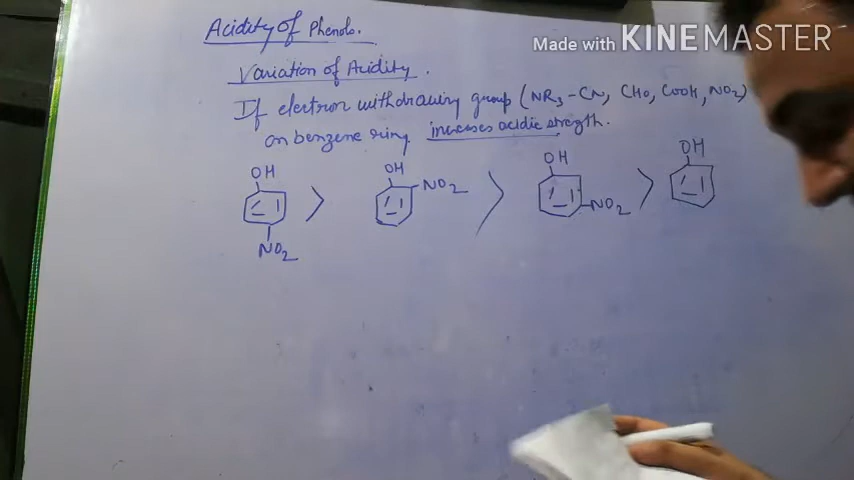 Made with KINEMASTER
Acidity of Phenols.
Variation of Acidity.
If electron withdrawing group (NR3 - CN, CHO, COOH, NO2)
on benzene ring increases acidic strength.
OH > OH NO2 > OH NO2 > OH
NO2